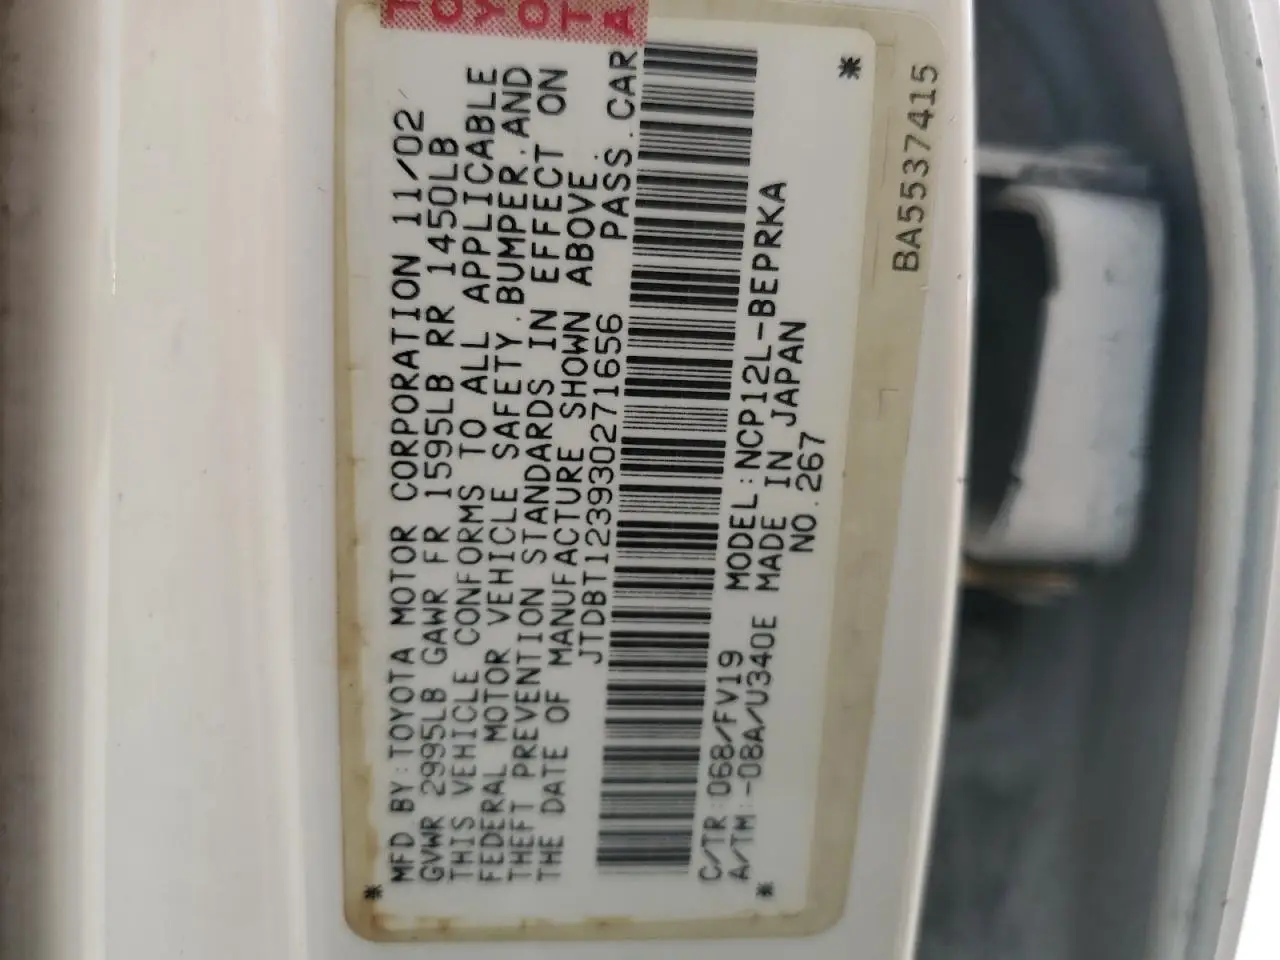 TOYOTA
MFD BY:TOYOTA MOTOR CORPORATION 11/02
GVWR 2995LB GAWR FR 1595LB RR 1450LB
THIS VEHICLE CONFORMS TO ALL APPLICABLE
FEDERAL MOTOR VEHICLE SAFETY.BUMPER.AND
THEFT PREVENTION STANDARDS IN EFFECT ON
THE DATE OF MANUFACTURE SHOWN ABOVE.
JTDBT123930271656 PASS.CAR
C/TR:068/FV19 MODEL:NCP12L-BEPRKA
A/TM:-08A/U340E MADE IN JAPAN
NO.267
BA5537415